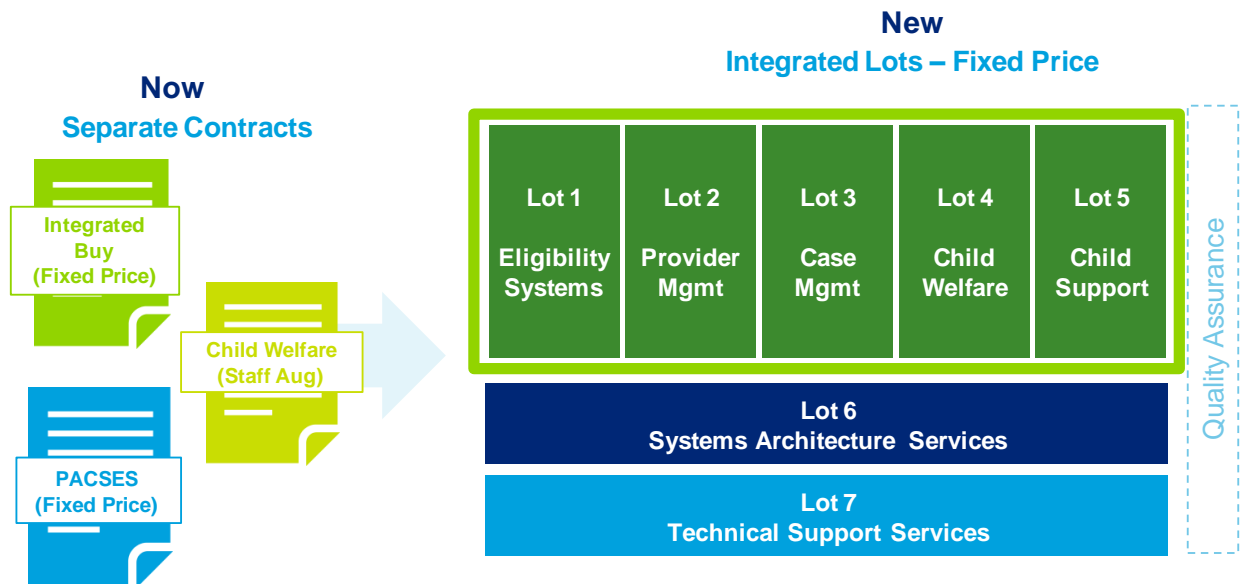 Now
Separate Contracts
Integrated
Buy
(Fixed Price)
Child Welfare
(Staff Aug)
PACSES
(Fixed Price)
New
Integrated Lots – Fixed Price
Lot 1
Eligibility
Systems
Lot 2
Provider
Mgmt
Lot 3
Case
Mgmt
Lot 4
Child
Welfare
Lot 5
Child
Support
Lot 6
Systems Architecture Services
Lot 7
Technical Support Services
Quality Assurance